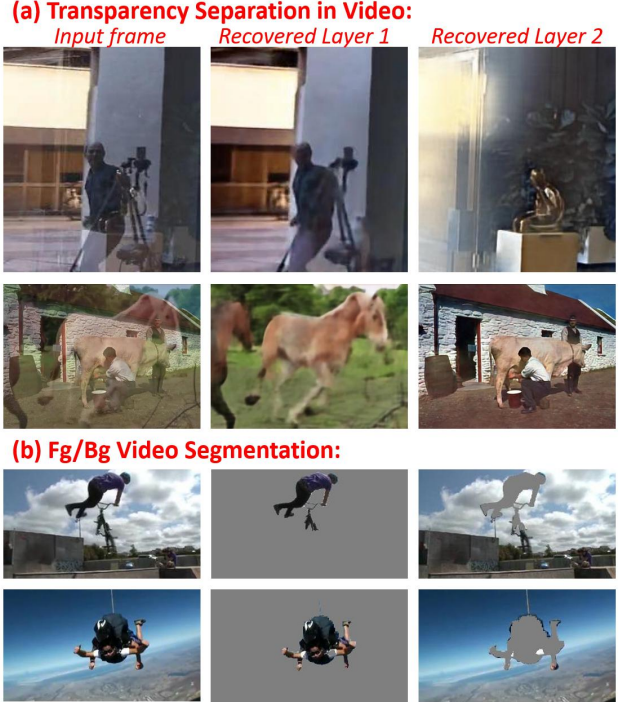 (a) Transparency Separation in Video:
Input frame Recovered Layer 1 Recovered Layer 2
(b) Fg/Bg Video Segmentation: